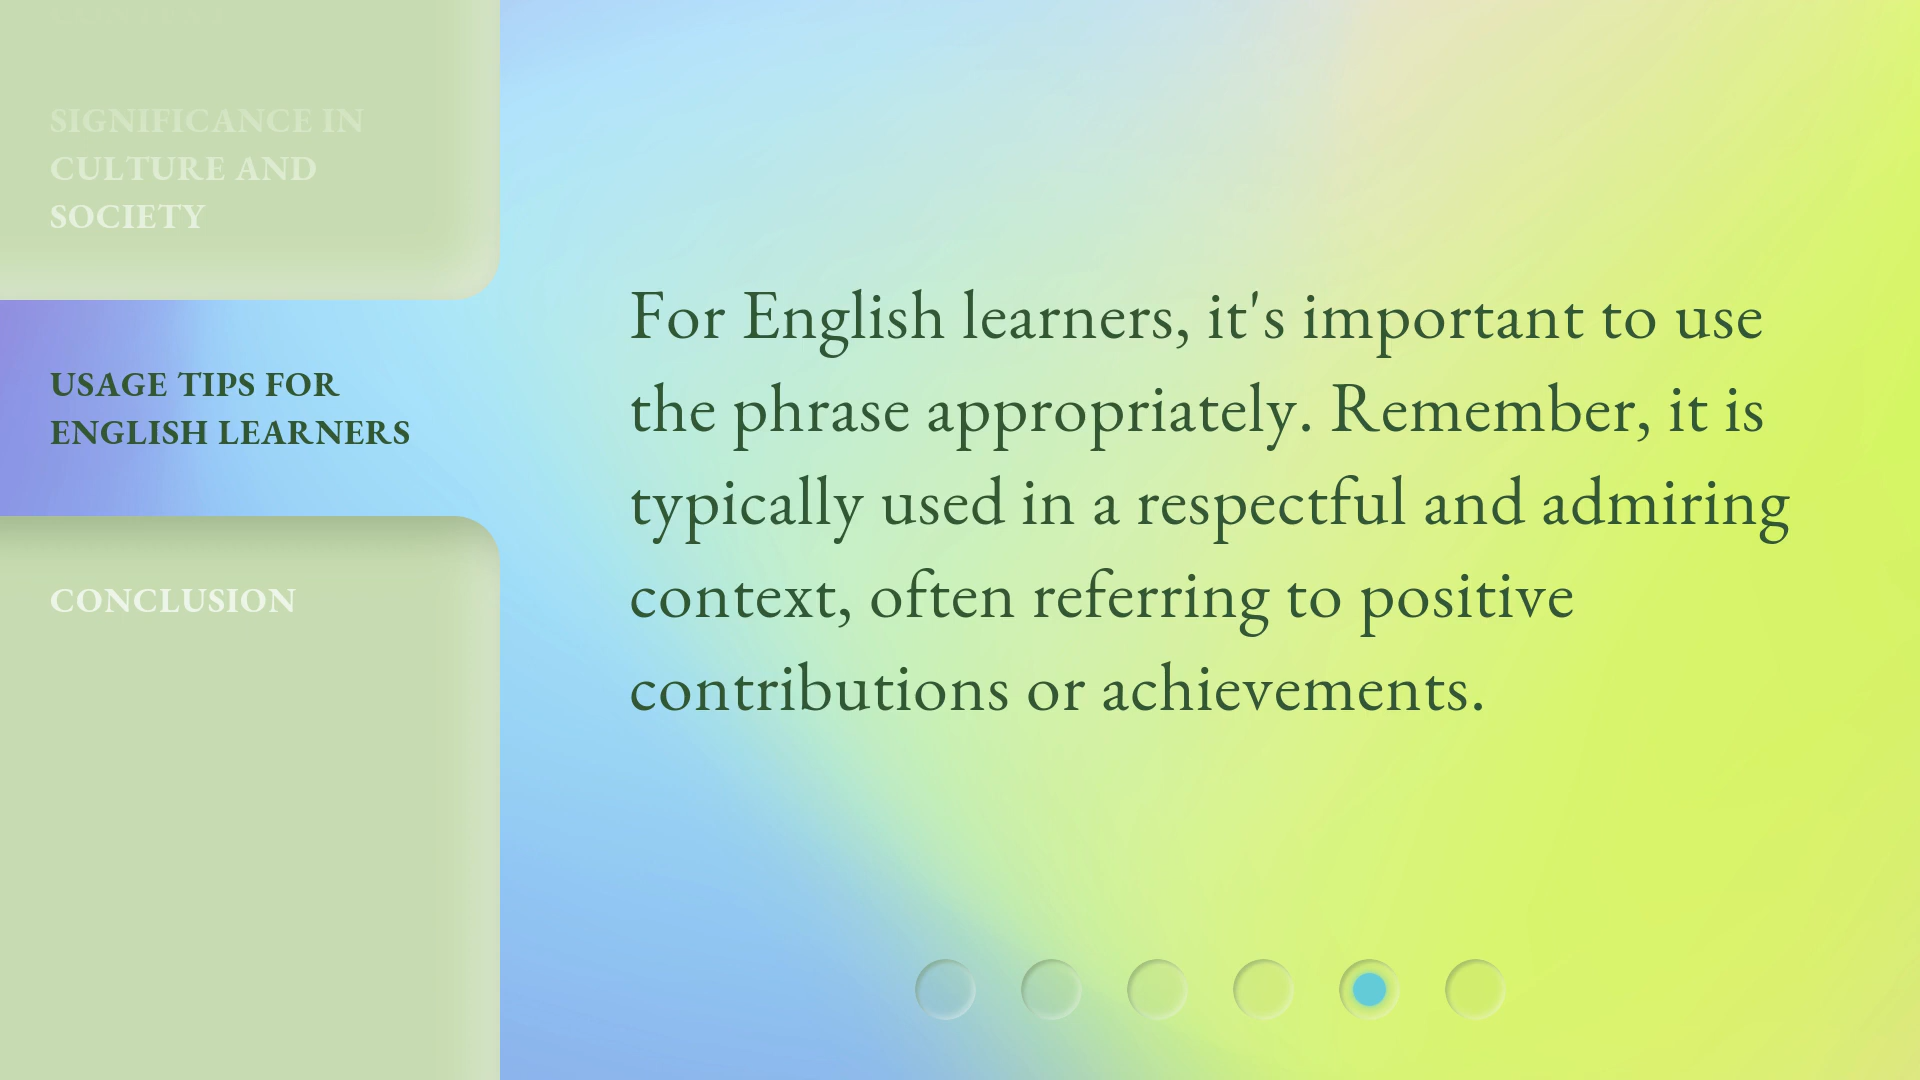 CONTEXT
SIGNIFICANCE IN
CULTURE AND
SOCIETY
USAGE TIPS FOR
ENGLISH LEARNERS
CONCLUSION
For English learners, it's important to use
the phrase appropriately. Remember, it is
typically used in a respectful and admiring
context, often referring to positive
contributions or achievements.